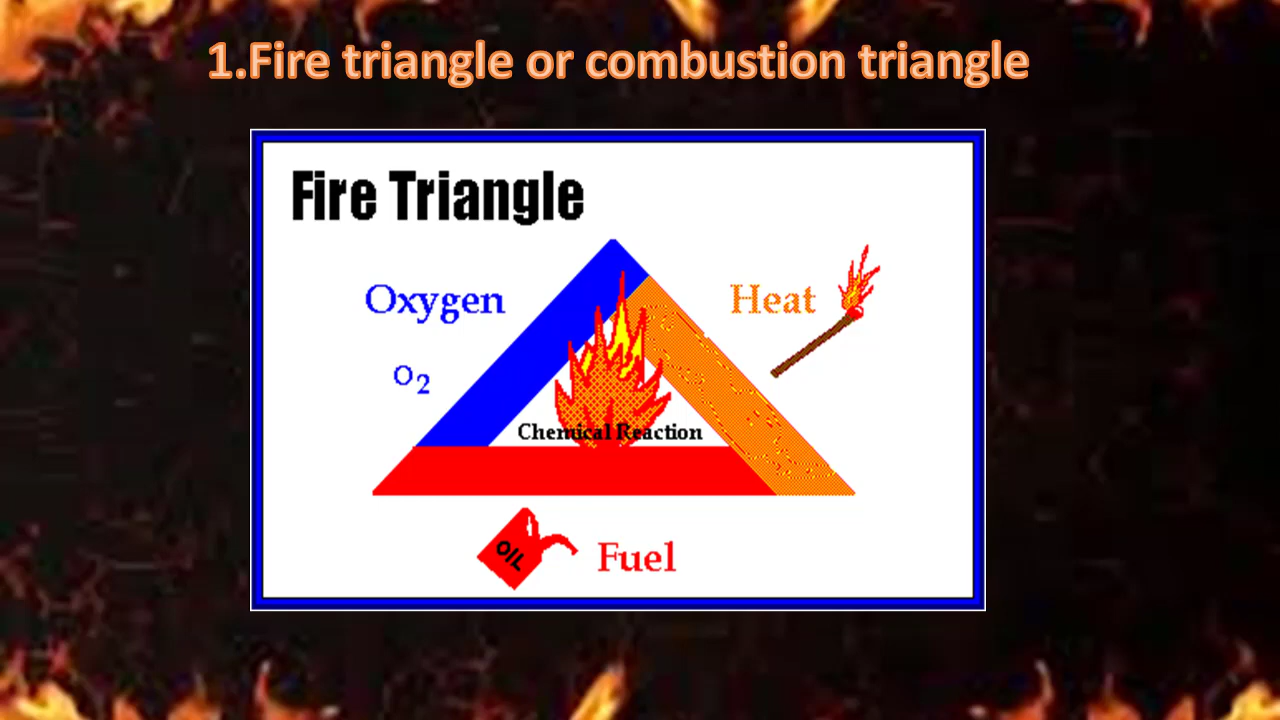 1.Fire triangle or combustion triangle
Fire Triangle
Oxygen
Heat
O2
Chemical Reaction
OIL
Fuel